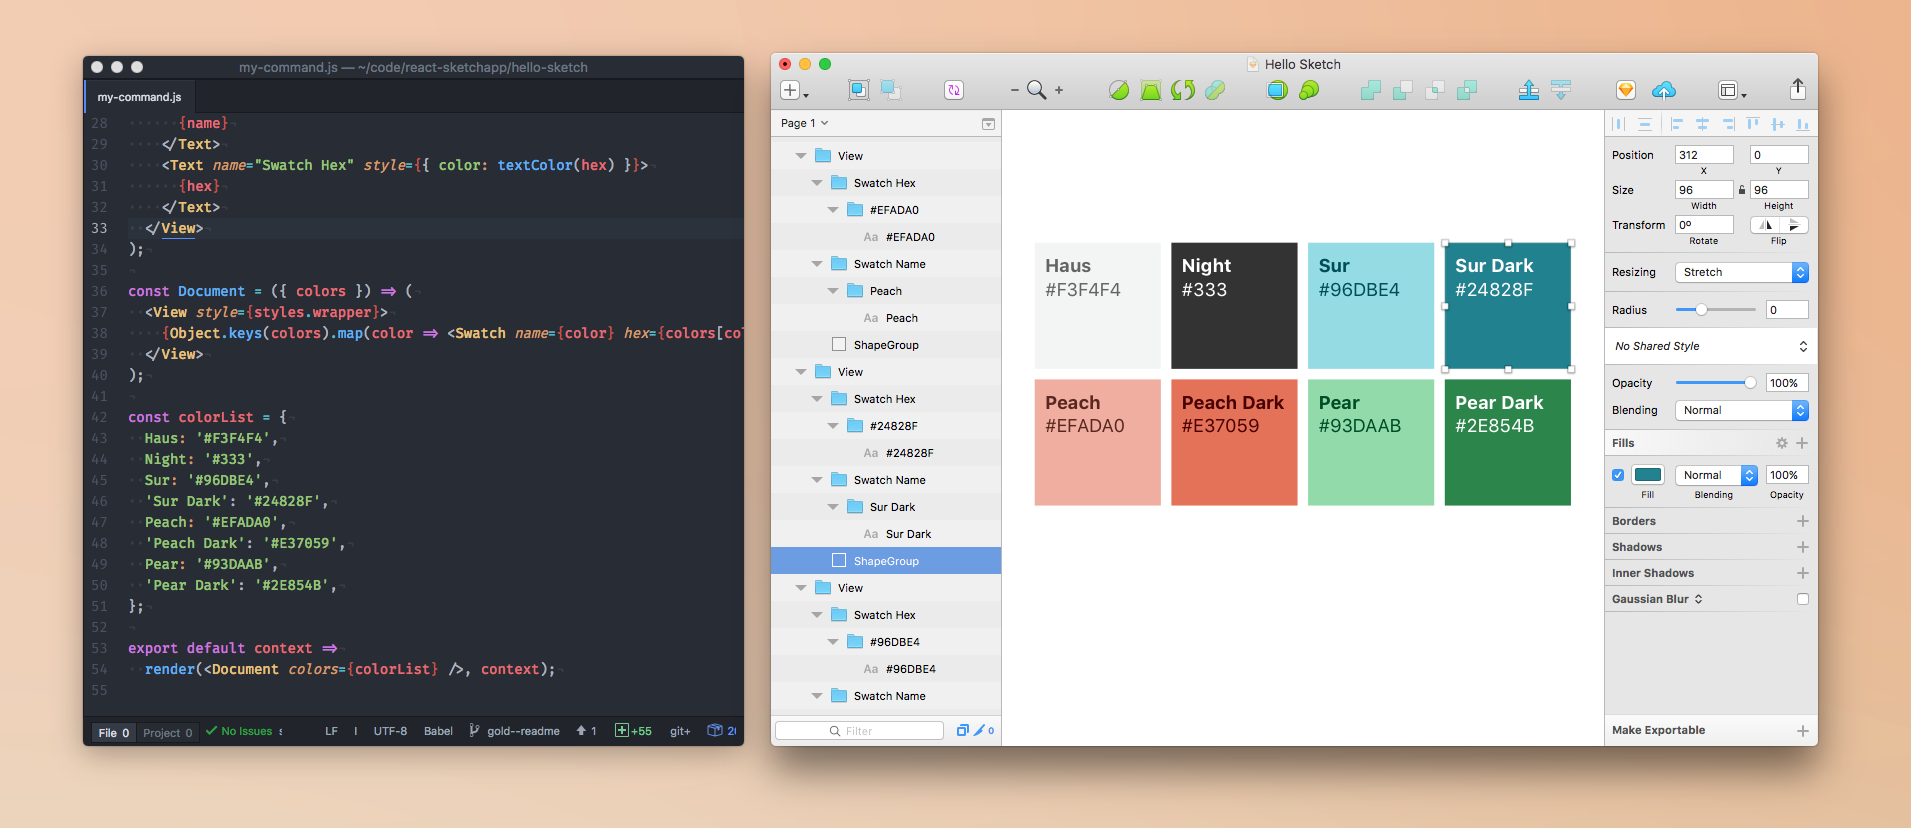 my-command.js — ~/code/react-sketchapp/hello-sketch
my-command.js
28 {name}
29 </Text>
30 <Text name="Swatch Hex" style={{ color: textColor(hex) }}>
31 {hex}
32 </Text>
33 </View>
34 );
35
36 const Document = ({ colors }) => (
37 <View style={styles.wrapper}>
38 {Object.keys(colors).map(color => <Swatch name={color} hex={colors[co
39 </View>
40 );
41
42 const colorList = {
43 Haus: '#F3F4F4',
44 Night: '#333',
45 Sur: '#96DBE4',
46 'Sur Dark': '#24828F',
47 Peach: '#EFADA0',
48 'Peach Dark': '#E37059',
49 Pear: '#93DAAB',
50 'Pear Dark': '#2E854B',
51 };
52
53 export default context =>
54 render(<Document colors={colorList} />, context);
55
File 0 Project 0 No Issues LF UTF-8 Babel gold--readme 1 +55 git+
Hello Sketch
Page 1
View
Swatch Hex
#EFADA0
Aa #EFADA0
Swatch Name
Peach
Aa Peach
ShapeGroup
View
Swatch Hex
#24828F
Aa #24828F
Swatch Name
Sur Dark
Aa Sur Dark
ShapeGroup
View
Swatch Hex
#96DBE4
Aa #96DBE4
Swatch Name
Filter 0
Haus
#F3F4F4
Night
#333
Sur
#96DBE4
Sur Dark
#24828F
Peach
#EFADA0
Peach Dark
#E37059
Pear
#93DAAB
Pear Dark
#2E854B
Position 312 0
X Y
Size 96 96
Width Height
Transform 0º
Rotate Flip
Resizing Stretch
Radius 0
No Shared Style
Opacity 100%
Blending Normal
Fills
Normal 100%
Fill Blending Opacity
Borders
Shadows
Inner Shadows
Gaussian Blur
Make Exportable